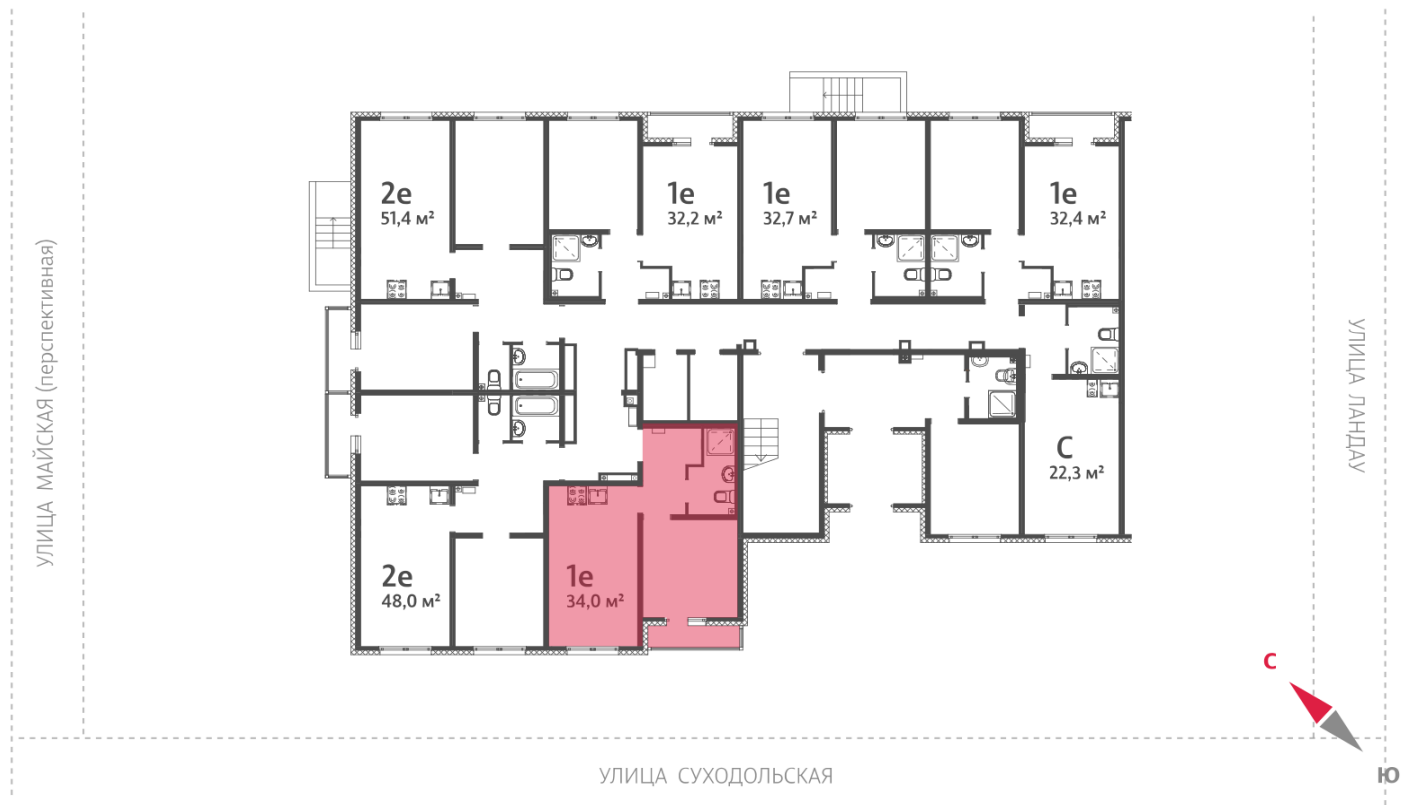 2е
51,4 м²
1е
32,2 м²
1е
32,7 м²
1е
32,4 м²
УЛИЦА МАЙСКАЯ (перспективная)
УЛИЦА ЛАНДАУ
С
22,3 м²
2е
48,0 м²
1е
34,0 м²
С
Ю
УЛИЦА СУХОДОЛЬСКАЯ